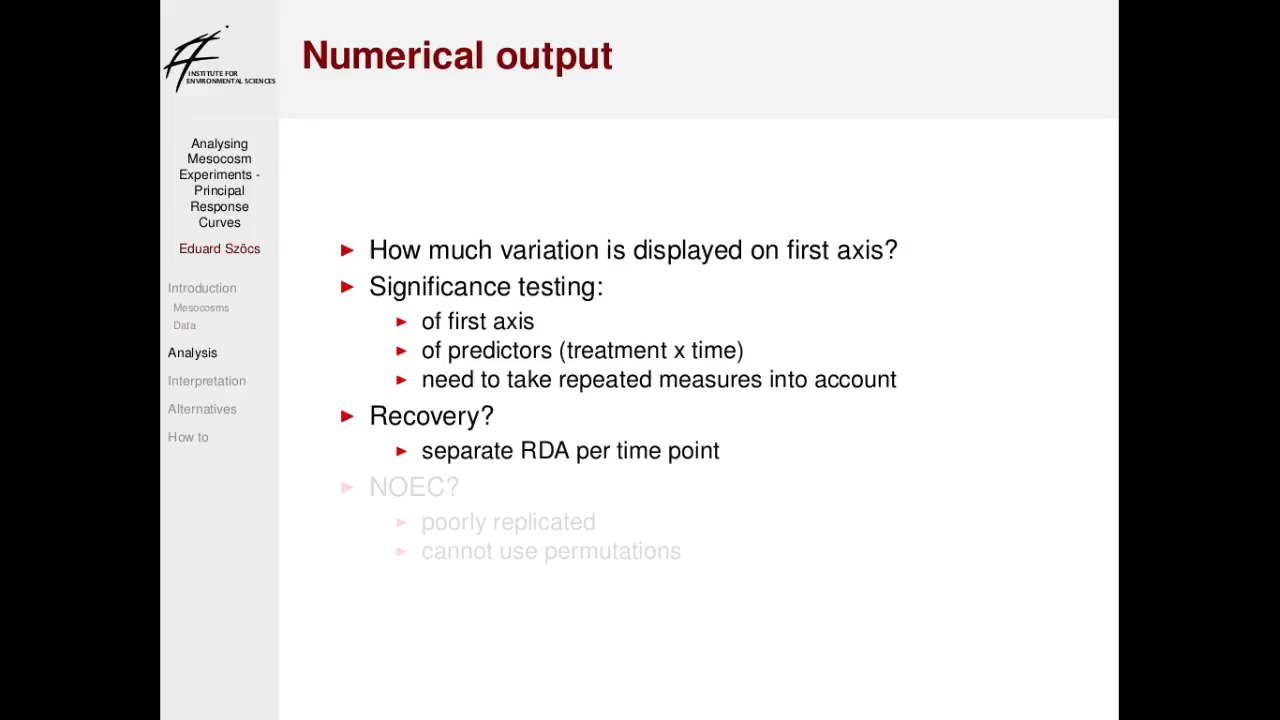 INSTITUTE FOR
ENVIRONMENTAL SCIENCES
Numerical output
Analysing
Mesocosm
Experiments -
Principal
Response
Curves
Eduard Szöcs
Introduction
Mesocosms
Data
Analysis
Interpretation
Alternatives
How to
How much variation is displayed on first axis?
Significance testing:
of first axis
of predictors (treatment x time)
need to take repeated measures into account
Recovery?
separate RDA per time point
NOEC?
poorly replicated
cannot use permutations